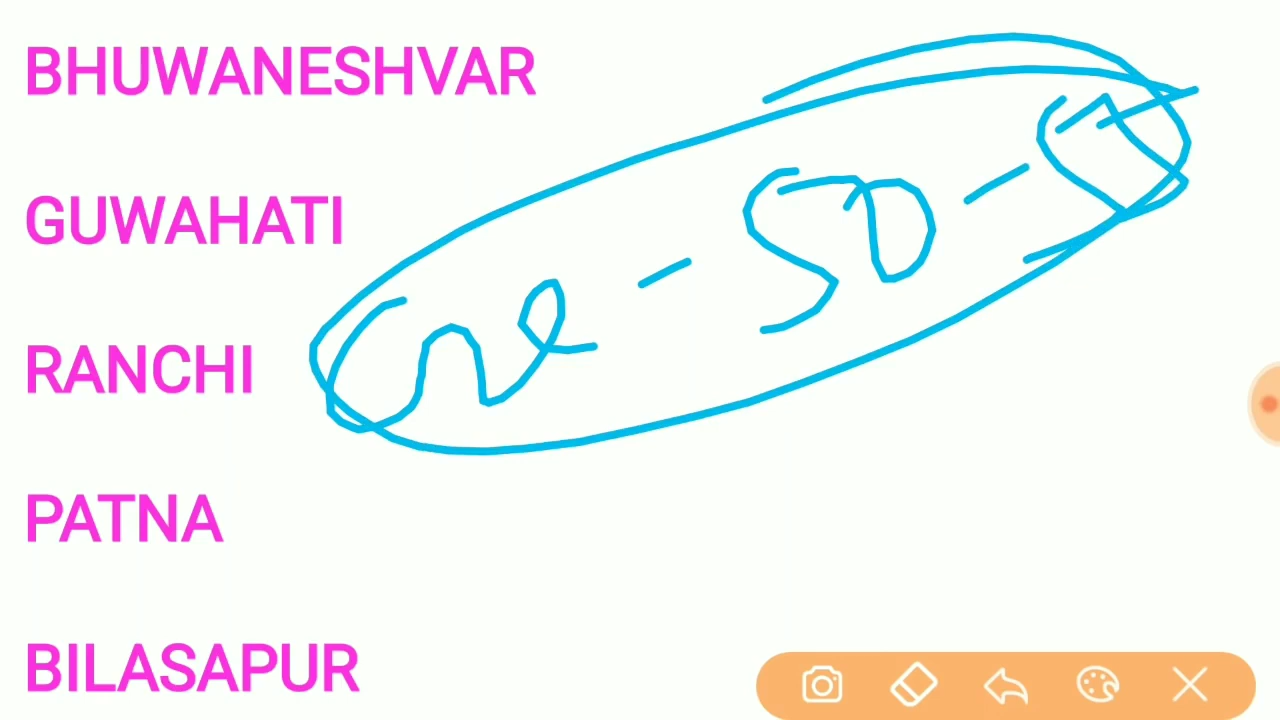 BHUWANESHVAR
GUWAHATI
RANCHI
PATNA
BILASAPUR